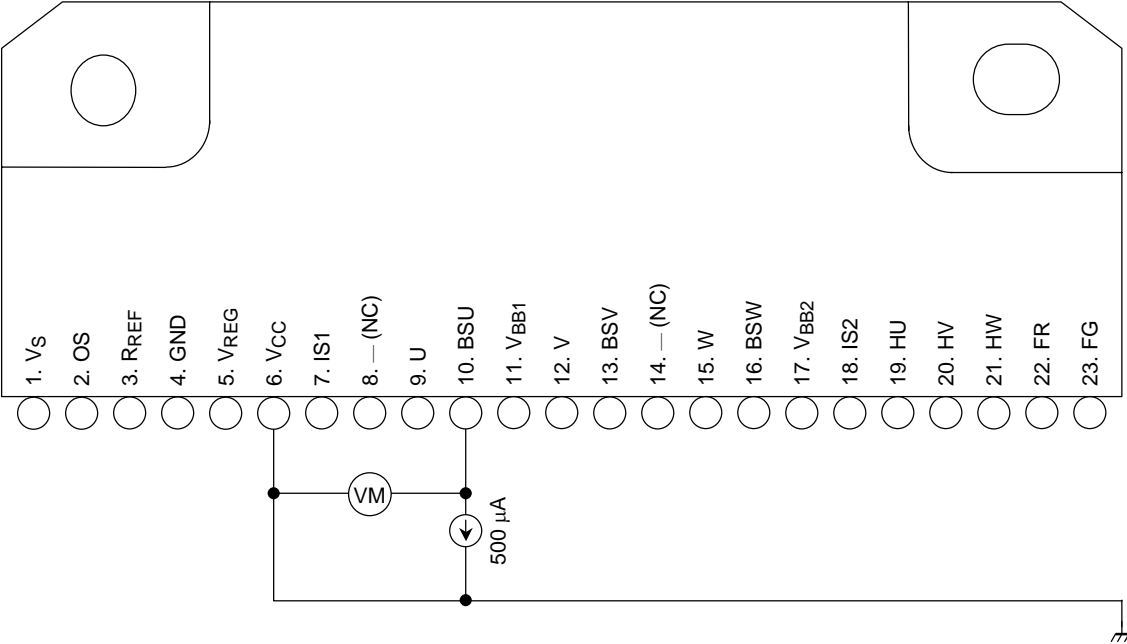 1. VS
2. OS
3. RREF
4. GND
5. VREG
6. VCC
7. IS1
8. — (NC)
9. U
10. BSU
11. VBB1
12. V
13. BSV
14. — (NC)
15. W
16. BSW
17. VBB2
18. IS2
19. HU
20. HV
21. HW
22. FR
23. FG
VM
500 μA